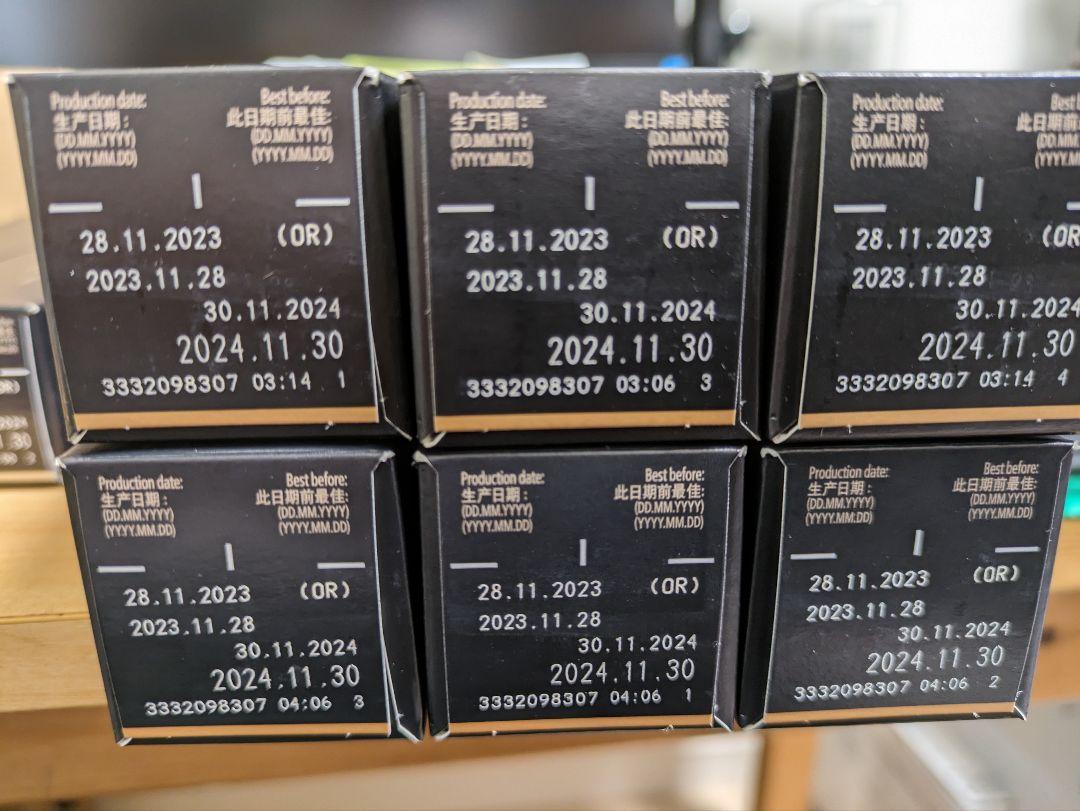 Production date:
生产日期：
(DD.MM.YYYY)
(YYYY.MM.DD)
Best before:
此日期前最佳:
(DD.MM.YYYY)
(YYYY.MM.DD)
28.11.2023 (OR)
2023.11.28
30.11.2024
2024.11.30
3332098307 03:14 1
Production date:
生产日期：
(DD.MM.YYYY)
(YYYY.MM.DD)
Best before:
此日期前最佳:
(DD.MM.YYYY)
(YYYY.MM.DD)
28.11.2023 (OR)
2023.11.28
30.11.2024
2024.11.30
3332098307 03:06 3
Production date:
生产日期：
(DD.MM.YYYY)
(YYYY.MM.DD)
Best
此日期前
(DD.MM
(YYYY.M
28.11.2023 (OR
2023.11.28
30.11.2024
2024.11.30
3332098307 03:14 4
Production date:
生产日期：
(DD.MM.YYYY)
(YYYY.MM.DD)
Best before:
此日期前最佳:
(DD.MM.YYYY)
(YYYY.MM.DD)
28.11.2023 (OR)
2023.11.28
30.11.2024
2024.11.30
3332098307 04:06 3
Production date:
生产日期：
(DD.MM.YYYY)
(YYYY.MM.DD)
Best before:
此日期前最佳:
(DD.MM.YYYY)
(YYYY.MM.DD)
28.11.2023 (OR)
2023.11.28
30.11.2024
2024.11.30
3332098307 04:06 1
Production date:
生产日期：
(DD.MM.YYYY)
(YYYY.MM.DD)
Best before:
此日期前最佳:
(DD.MM.YYYY)
(YYYY.MM.DD)
28.11.2023 (OR)
2023.11.28
30.11.2024
2024.11.30
3332098307 04:06 2